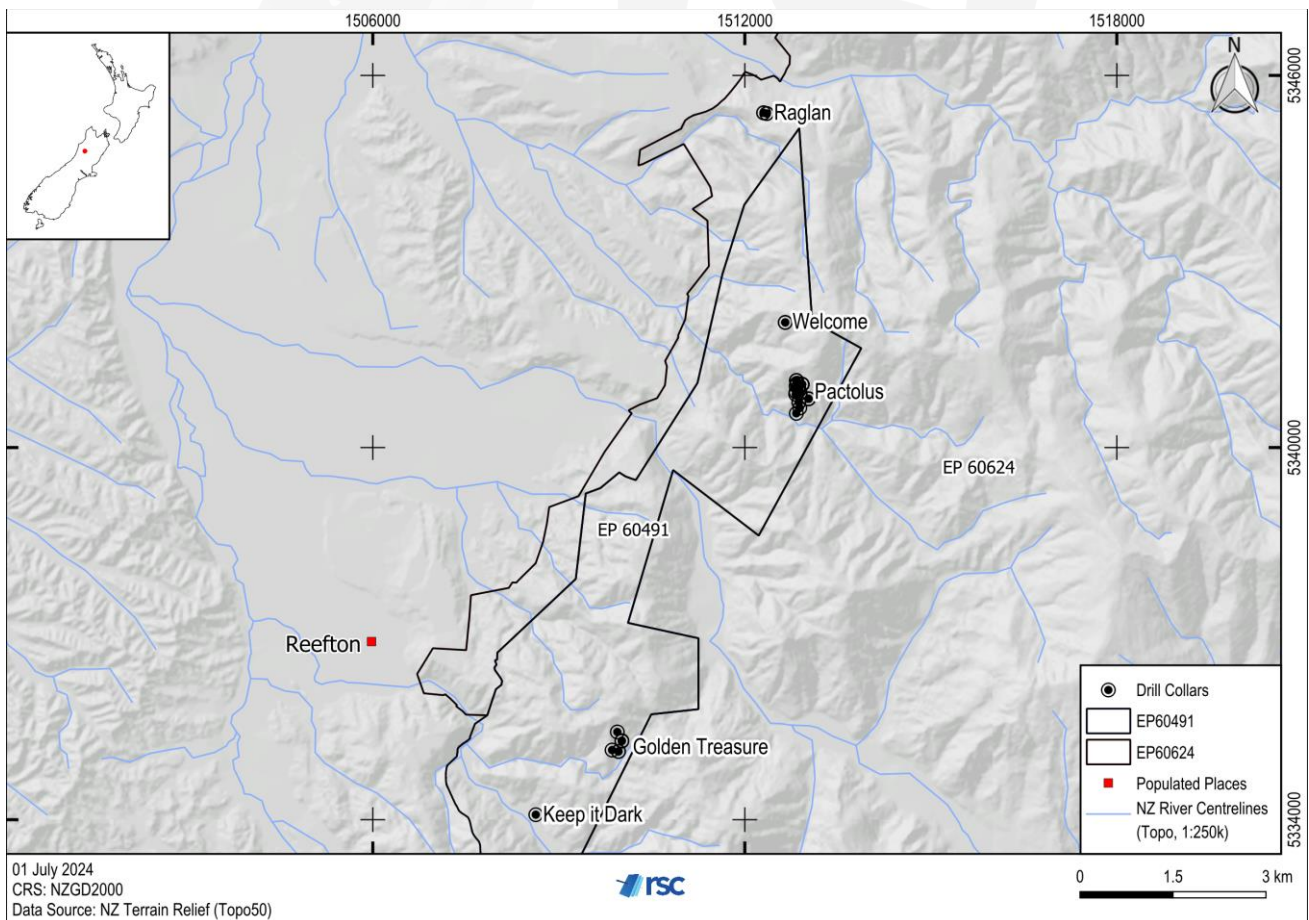 1506000
1512000
1518000
N
5346000
Raglan
Welcome
Pactolus
5340000
EP 60624
EP 60491
Reefton
Golden Treasure
Keep it Dark
5334000
Drill Collars
EP60491
EP60624
Populated Places
NZ River Centrelines
(Topo, 1:250k)
01 July 2024
CRS: NZGD2000
Data Source: NZ Terrain Relief (Topo50)
rsc
0 1.5 3 km